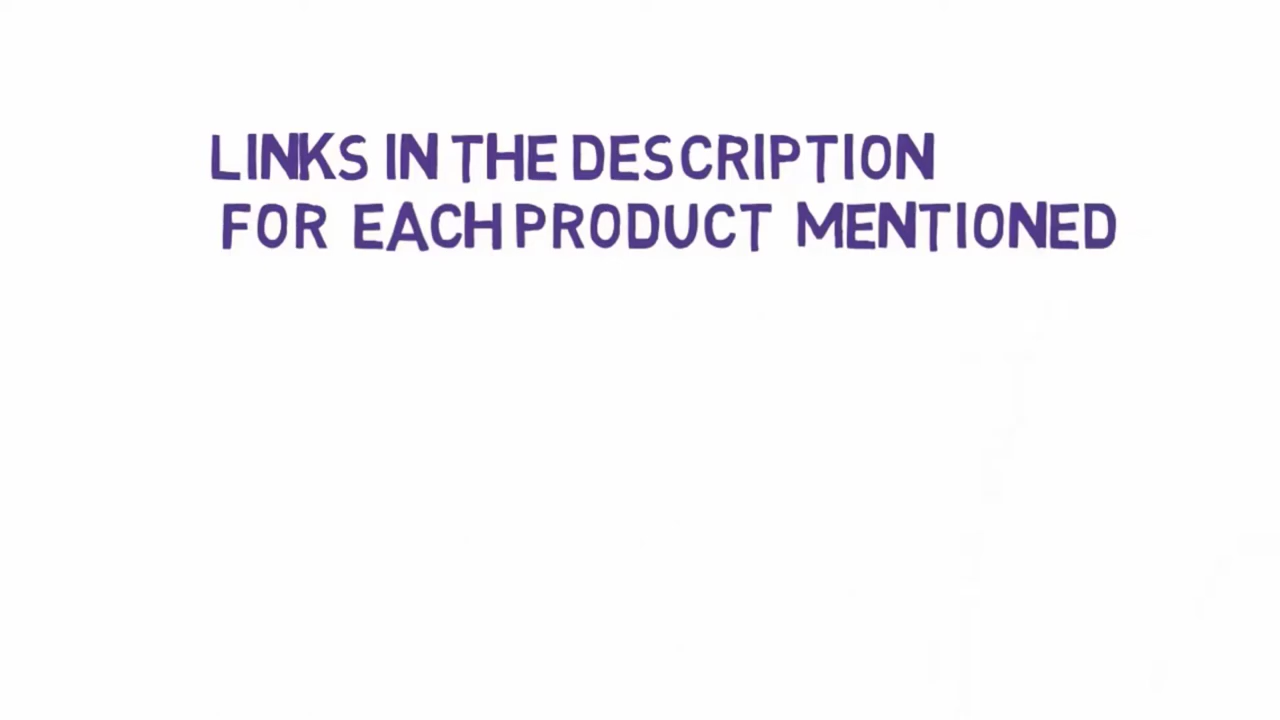 LINKS IN THE DESCRIPTION
FOR EACH PRODUCT MENTIONED